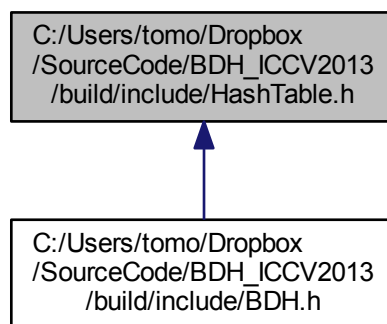 C:/Users/tomo/Dropbox
/SourceCode/BDH_ICCV2013
/build/include/HashTable.h
C:/Users/tomo/Dropbox
/SourceCode/BDH_ICCV2013
/build/include/BDH.h